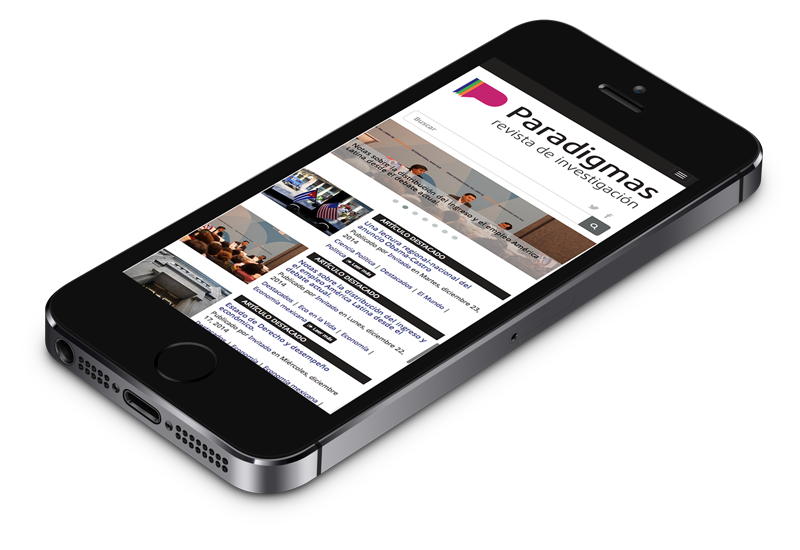 Paradigmas
revista de investigación
Buscar
Notas sobre la distribución del ingreso y el empleo América
Latina desde el debate actual
ARTÍCULO DESTACADO
Una lectura regional-nacional del
anuncio Obama-Castro
Publicado por Invitado en Martes, diciembre 23,
2014
Ciencia Política | Destacados | El Mundo |
Política Leer más
ARTÍCULO DESTACADO
Notas sobre la distribución del ingreso y
el empleo América Latina desde el
debate actual.
Publicado por Invitado en Lunes, diciembre 22,
2014
Destacados | Eco en la Vida | Economía |
Economía mexicana Leer más
ARTÍCULO DESTACADO
Estado de Derecho y desempeño
económico.
Publicado por Invitado en Miércoles, diciembre
17, 2014
Destacados | Economía | Economía mexicana |